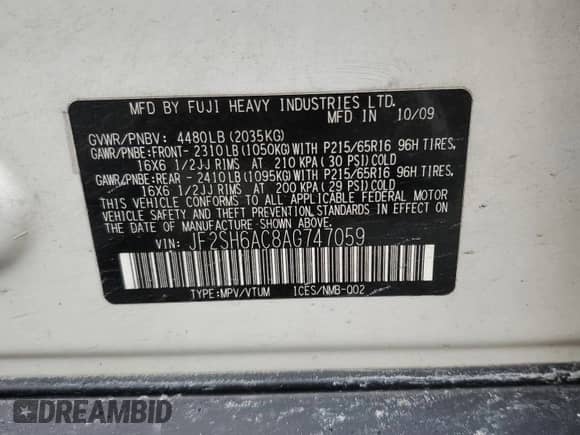 MFD BY FUJI HEAVY INDUSTRIES LTD.
MFD IN 10/09
GVWR/PNBV: 4480LB (2035KG)
GAWR/PNBE:FRONT- 2310LB (1050KG)WITH P215/65R16 96H TIRES,
16X6 1/2JJ RIMS AT 210 KPA ( 30 PSI) COLD
GAWR/PNBE:REAR - 2410LB (1095KG)WITH P215/65R16 96H TIRES,
16X6 1/2JJ RIMS AT 200 KPA ( 29 PSI) COLD
THIS VEHICLE CONFORMS TO ALL APPLICABLE FEDERAL MOTOR
VEHICLE SAFETY AND THEFT PREVENTION STANDARDS IN EFFECT ON
THE DATE OF MANUFACTURE SHOWN ABOVE.
VIN: JF2SH6AC8AG747059
TYPE:MPV/VTUM ICES/NMB-002
DREAMBID